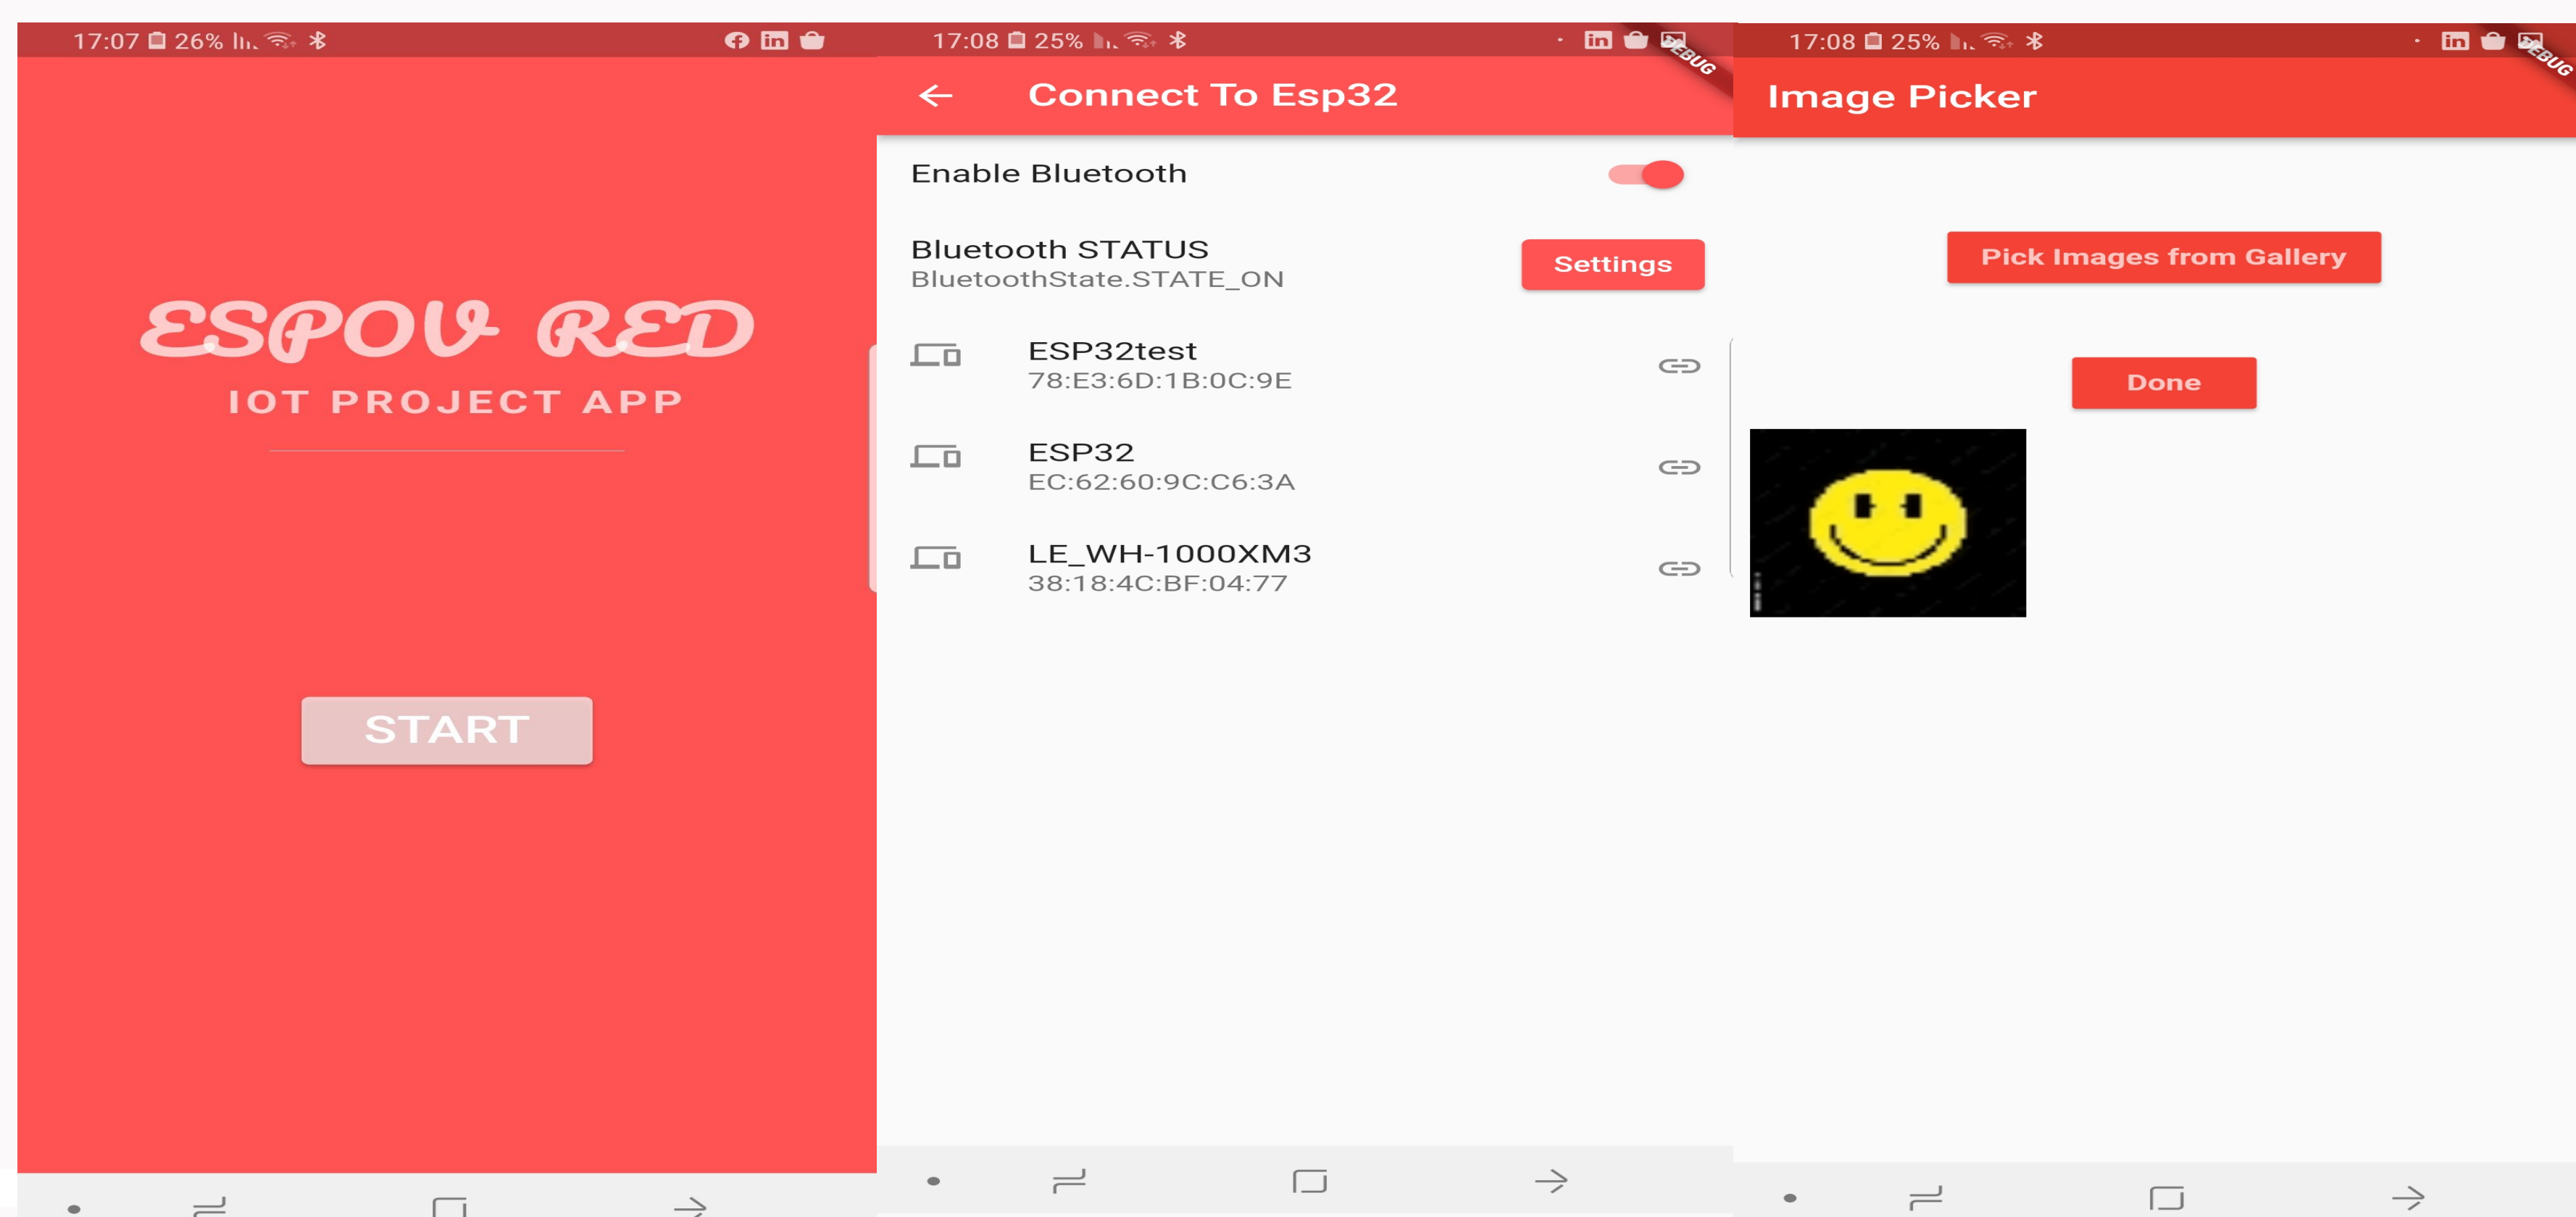 17:07 26%
ESPOV RED
IOT PROJECT APP
START
17:08 25%
DEBUG
Connect To Esp32
Enable Bluetooth
Bluetooth STATUS
BluetoothState.STATE_ON
Settings
ESP32test
78:E3:6D:1B:0C:9E
ESP32
EC:62:60:9C:C6:3A
LE_WH-1000XM3
38:18:4C:BF:04:77
17:08 25%
DEBUG
Image Picker
Pick Images from Gallery
Done